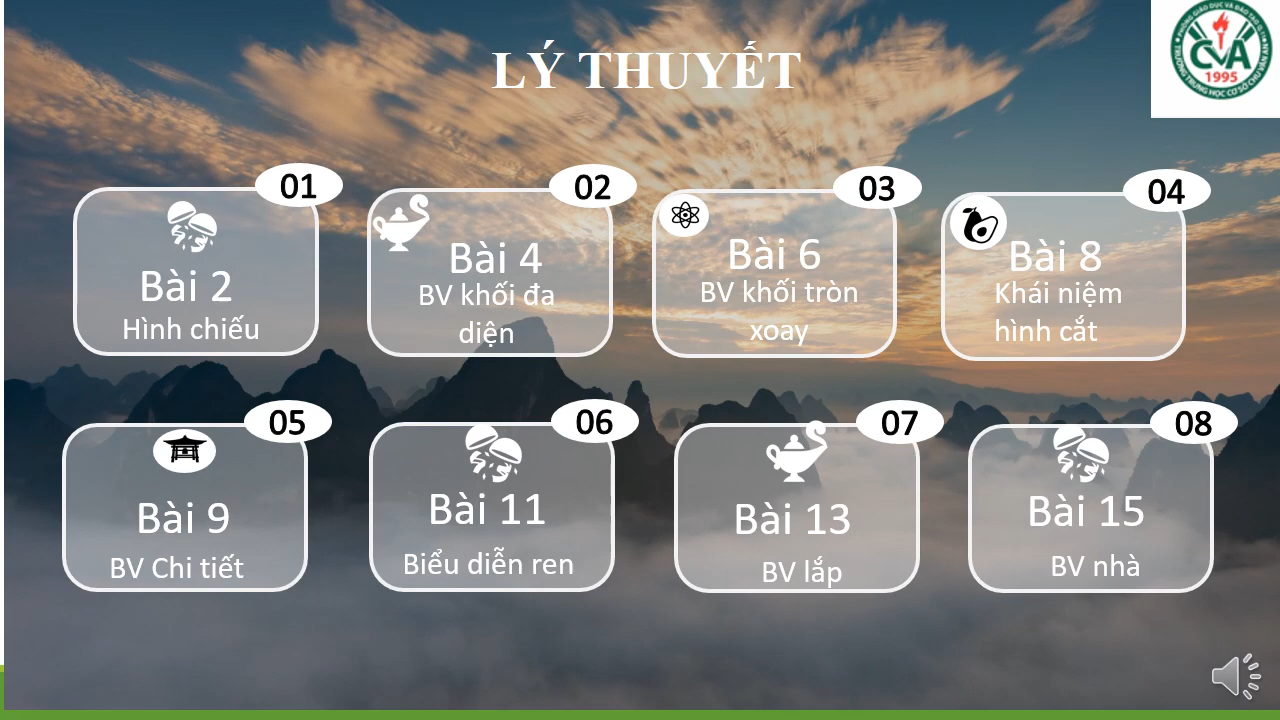 LÝ THUYẾT
CVA
1995
01
Bài 2
Hình chiếu
02
Bài 4
BV khối đa
diện
03
Bài 6
BV khối tròn
xoay
04
Bài 8
Khái niệm
hình cắt
05
Bài 9
BV Chi tiết
06
Bài 11
Biểu diễn ren
07
Bài 13
BV lắp
08
Bài 15
BV nhà